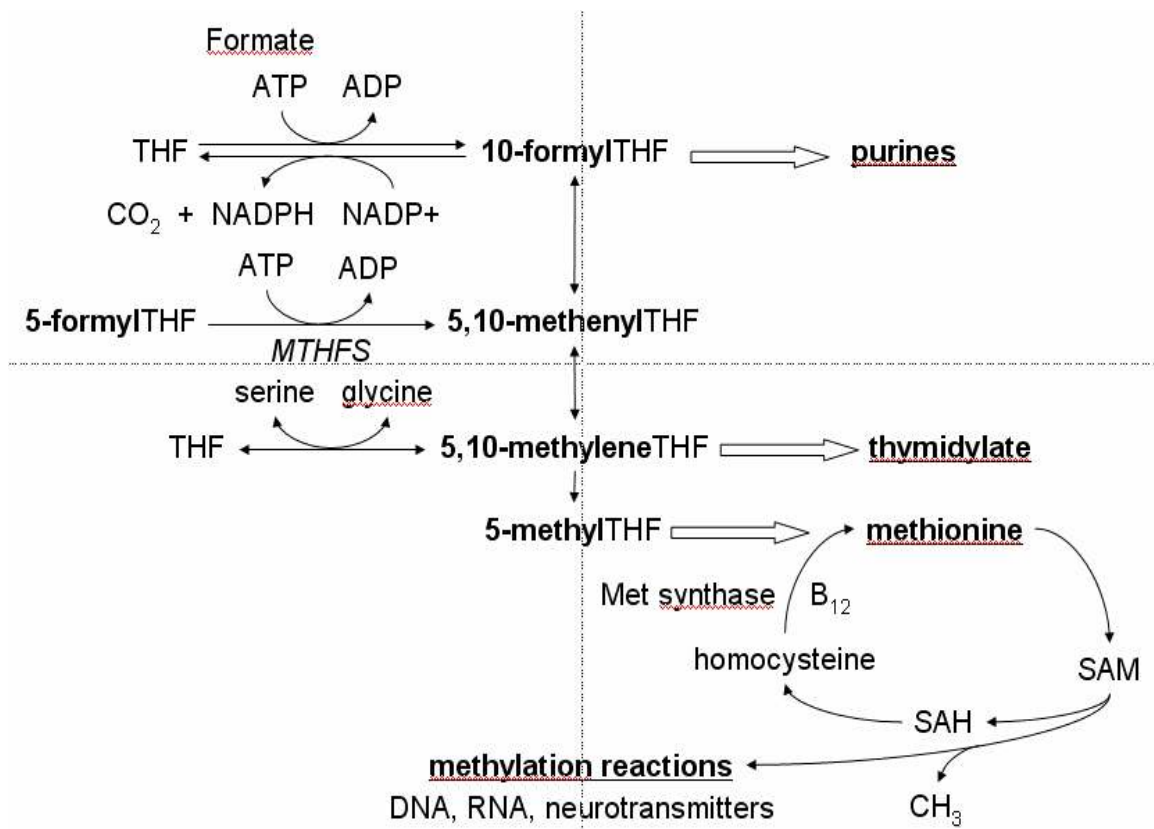 Formate
ATP ADP
THF 10-formylTHF purines
CO2 + NADPH NADP+
ATP ADP
5-formylTHF 5,10-methenylTHF
MTHFS
serine glycine
THF 5,10-methyleneTHF thymidylate
5-methylTHF methionine
Met synthase B12
homocysteine SAM
SAH
methylation reactions
DNA, RNA, neurotransmitters CH3